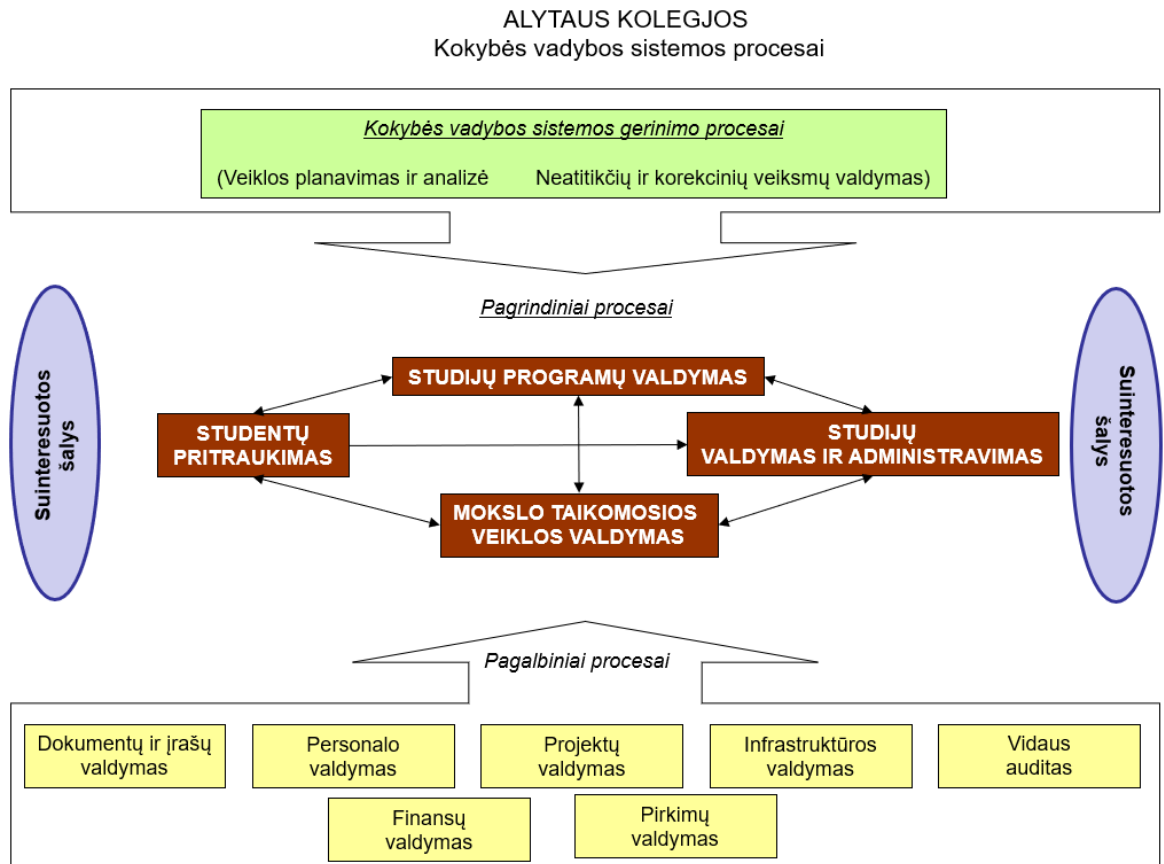 ALYTAUS KOLEGJOS
Kokybės vadybos sistemos procesai
Kokybės vadybos sistemos gerinimo procesai
(Veiklos planavimas ir analizė Neatitikčių ir korekcinių veiksmų valdymas)
Pagrindiniai procesai
Suinteresuotos
šalys
STUDIJŲ PROGRAMŲ VALDYMAS
STUDENTŲ
PRITRAUKIMAS
STUDIJŲ
VALDYMAS IR ADMINISTRAVIMAS
MOKSLO TAIKOMOSIOS
VEIKLOS VALDYMAS
Suinteresuotos
šalys
Pagalbiniai procesai
Dokumentų ir įrašų
valdymas
Personalo
valdymas
Projektų
valdymas
Infrastruktūros
valdymas
Vidaus
auditas
Finansų
valdymas
Pirkimų
valdymas